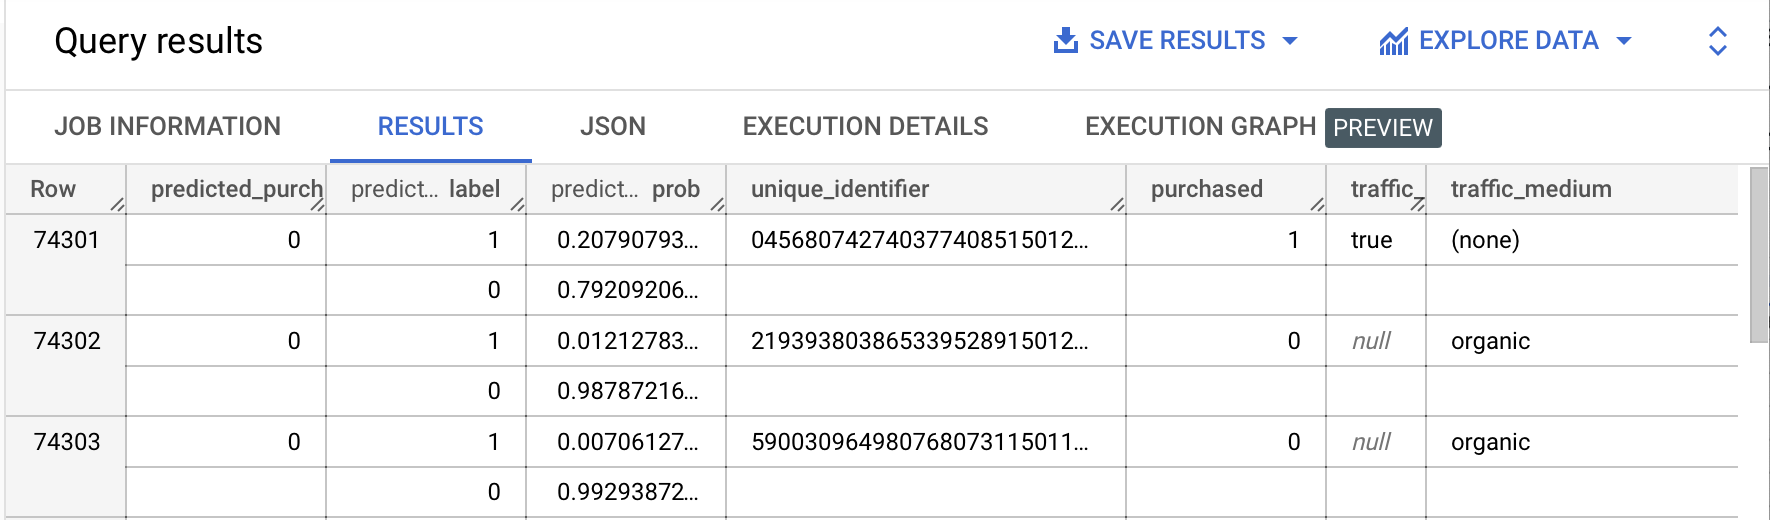 Query results SAVE RESULTS EXPLORE DATA
JOB INFORMATION RESULTS JSON EXECUTION DETAILS EXECUTION GRAPH PREVIEW
Row predicted_purch predict... label predict... prob unique_identifier purchased traffic_ traffic_medium
74301 0 1 0.20790793... 045680742740377408515012... 1 true (none)
0 0.79209206...
74302 0 1 0.01212783... 219393803865339528915012... 0 null organic
0 0.98787216...
74303 0 1 0.00706127... 590030964980768073115011... 0 null organic
0 0.99293872...